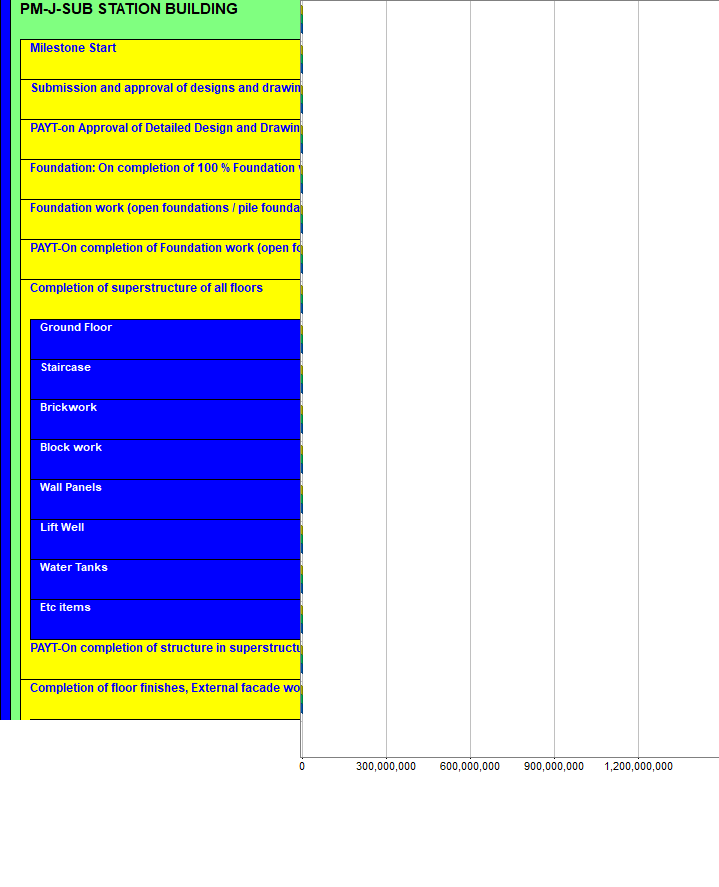 PM-J-SUB STATION BUILDING
Milestone Start
Submission and approval of designs and drawin
PAYT-on Approval of Detailed Design and Drawin
Foundation: On completion of 100 % Foundation
Foundation work (open foundations / pile founda
PAYT-On completion of Foundation work (open fo
Completion of superstructure of all floors
Ground Floor
Staircase
Brickwork
Block work
Wall Panels
Lift Well
Water Tanks
Etc items
PAYT-On completion of structure in superstructu
Completion of floor finishes, External facade wo
0 300,000,000 600,000,000 900,000,000 1,200,000,000